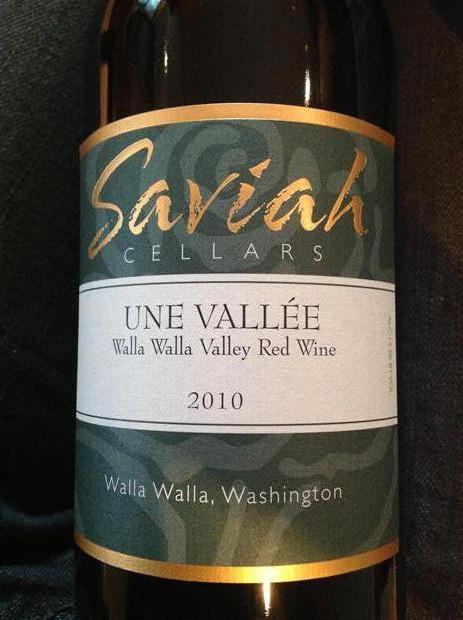 Saviah
CELLARS
UNE VALLÉE
Walla Walla Valley Red Wine
2010
Walla Walla, Washington